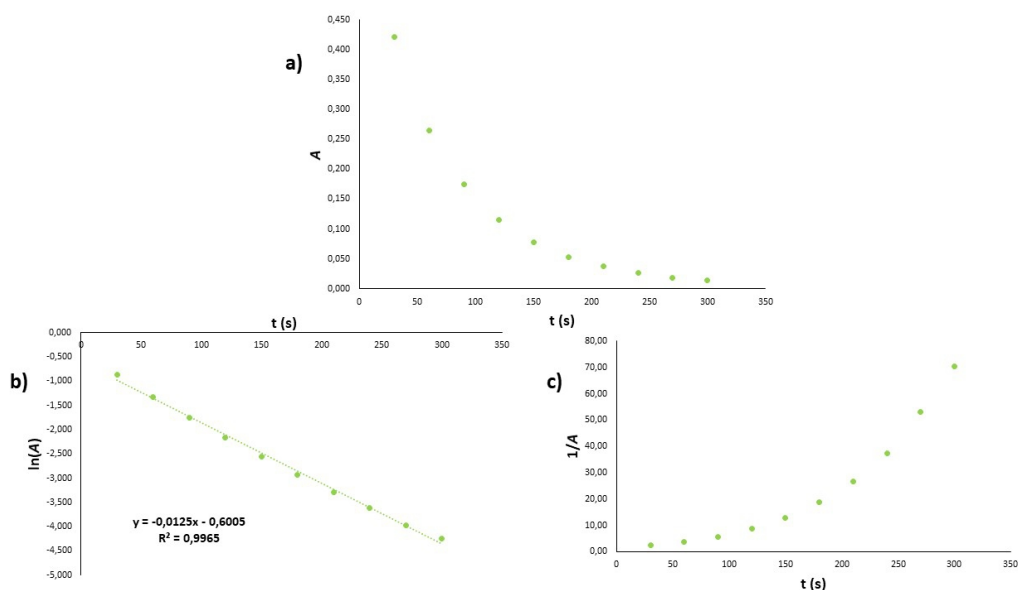 a)
A
0,450
0,400
0,350
0,300
0,250
0,200
0,150
0,100
0,050
0,000
0 50 100 150 200 250 300 350
t (s)
b)
ln(A)
t (s)
0,000
0 50 100 150 200 250 300 350
-0,500
-1,000
-1,500
-2,000
-2,500
-3,000
-3,500
-4,000
-4,500
-5,000
y = -0,0125x - 0,6005
R² = 0,9965
c)
1/A
80,00
70,00
60,00
50,00
40,00
30,00
20,00
10,00
0,00
0 50 100 150 200 250 300 350
t (s)